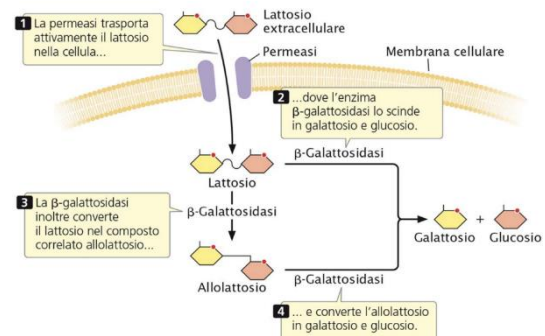 1 La permeasi trasporta
attivamente il lattosio
nella cellula...
Lattosio
extracellulare
Permeasi
Membrana cellulare
2 ...dove l'enzima
β-galattosidasi lo scinde
in galattosio e glucosio.
β-Galattosidasi
Lattosio
3 La β-galattosidasi
inoltre converte
il lattosio nel composto
correlato allolattosio...
β-Galattosidasi
Galattosio + Glucosio
Allolattosio
β-Galattosidasi
4 ... e converte l'allolattosio
in galattosio e glucosio.